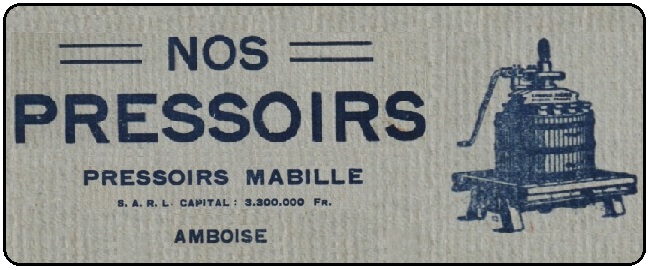 NOS
PRESSOIRS
PRESSOIRS MABILLE
S. A. R. L. CAPITAL : 3.300.000 Fr.
AMBOISE